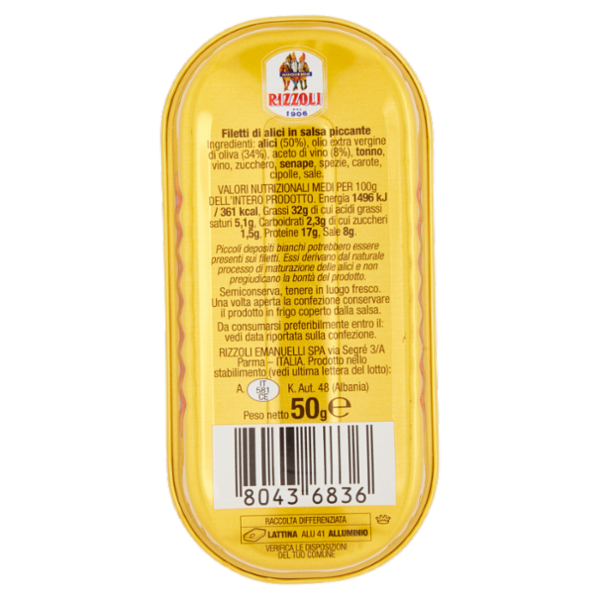 RIZZOLI
1906
Filetti di alici in salsa piccante
Ingredienti: alici (50%), olio extra vergine
di oliva (34%), aceto di vino (8%), tonno,
vino, zucchero, senape, spezie, carote,
cipolle, sale.
VALORI NUTRIZIONALI MEDI PER 100g
DELL'INTERO PRODOTTO. Energia 1496 kJ
/ 361 kcal, Grassi 32g di cui acidi grassi
saturi 5,1g, Carboidrati 2,3g di cui zuccheri
1,5g, Proteine 17g, Sale 8g.
Piccoli depositi bianchi potrebbero essere
presenti sui filetti. Essi derivano dal naturale
processo di maturazione delle alici e non
pregiudicano la bontà del prodotto.
Semiconserva, tenere in luogo fresco.
Una volta aperta la confezione conservare
il prodotto in frigo coperto dalla salsa.
Da consumarsi preferibilmente entro il:
vedi data riportata sulla confezione.
RIZZOLI EMANUELLI SPA via Segrè 3/A
Parma – ITALIA. Prodotto nello
stabilimento (vedi ultima lettera del lotto):
A. IT 581 CE K. Aut. 48 (Albania)
Peso netto 50g e
8043 6836
RACCOLTA DIFFERENZIATA
LATTINA ALU 41 ALLUMINIO
VERIFICA LE DISPOSIZIONI
DEL TUO COMUNE